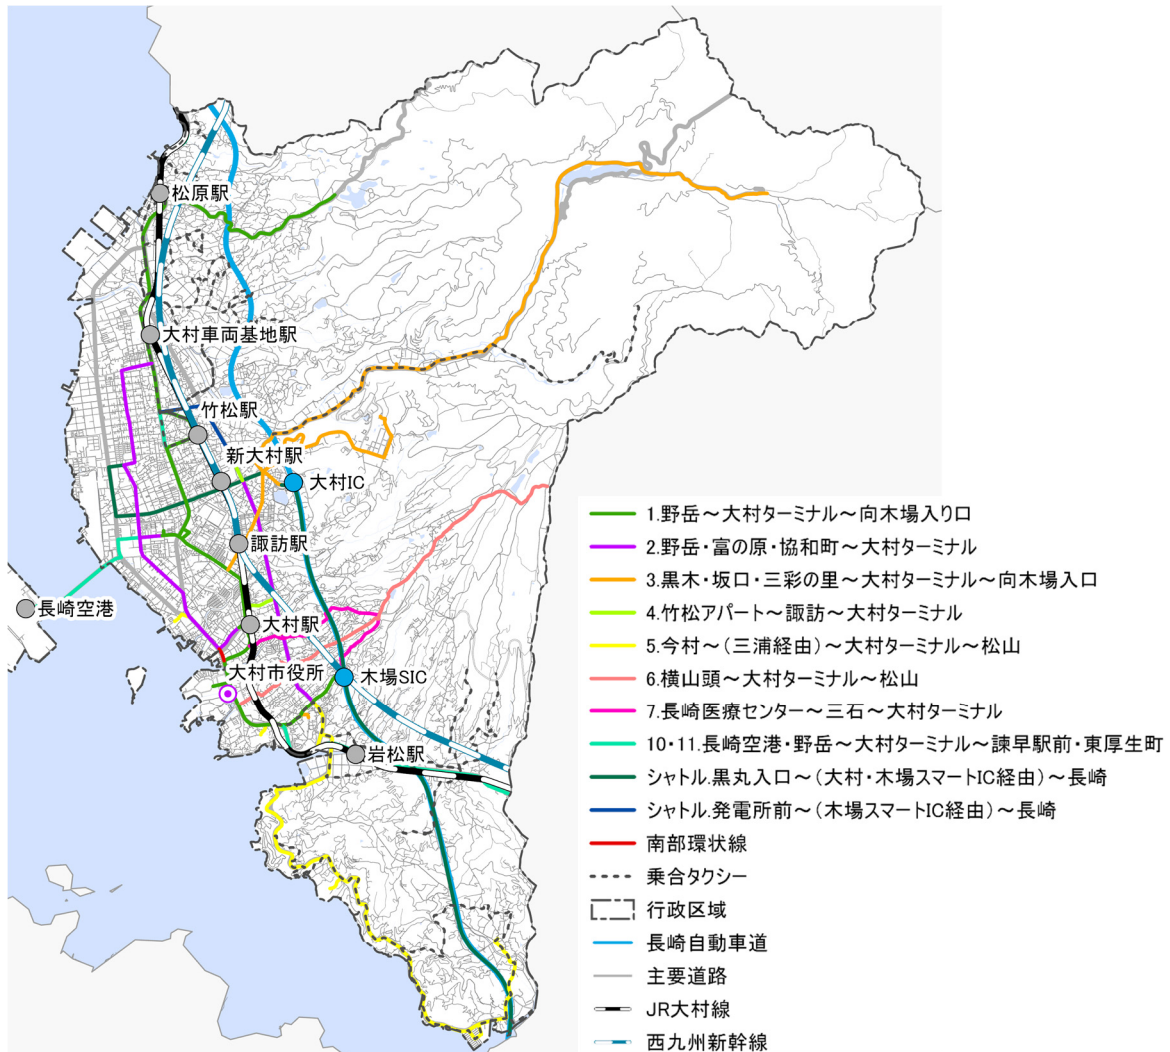 松原駅
大村車両基地駅
竹松駅
新大村駅
大村IC
諏訪駅
長崎空港
大村駅
大村市役所
木場SIC
岩松駅
1.野岳～大村ターミナル～向木場入り口
2.野岳・富の原・協和町～大村ターミナル
3.黒木・坂口・三彩の里～大村ターミナル～向木場入口
4.竹松アパート～諏訪～大村ターミナル
5.今村～(三浦経由)～大村ターミナル～松山
6.横山頭～大村ターミナル～松山
7.長崎医療センター～三石～大村ターミナル
10・11.長崎空港・野岳～大村ターミナル～諫早駅前・東厚生町
シャトル.黒丸入口～(大村・木場スマートIC経由)～長崎
シャトル.発電所前～(木場スマートIC経由)～長崎
南部環状線
乗合タクシー
行政区域
長崎自動車道
主要道路
JR大村線
西九州新幹線